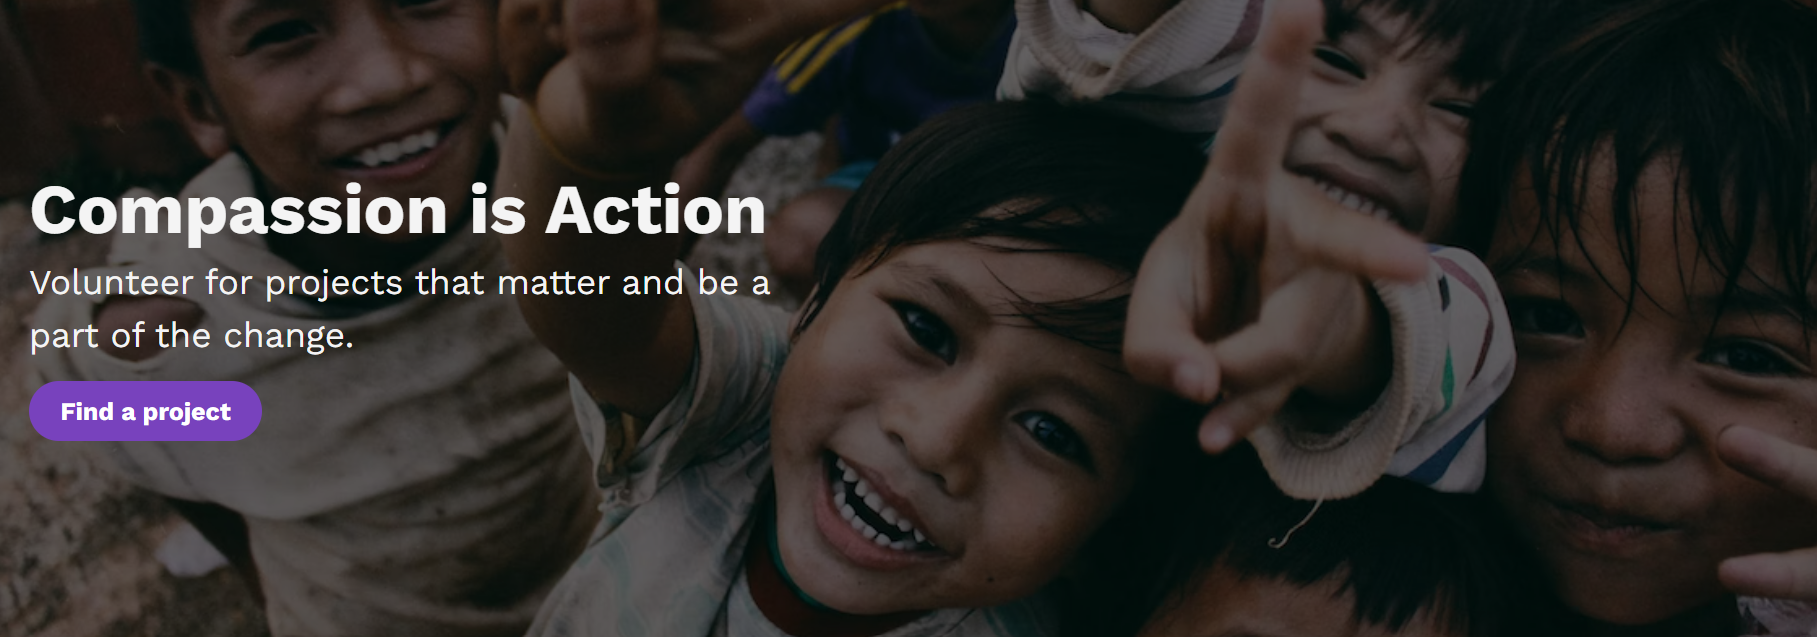 Compassion is Action
Volunteer for projects that matter and be a
part of the change.
Find a project